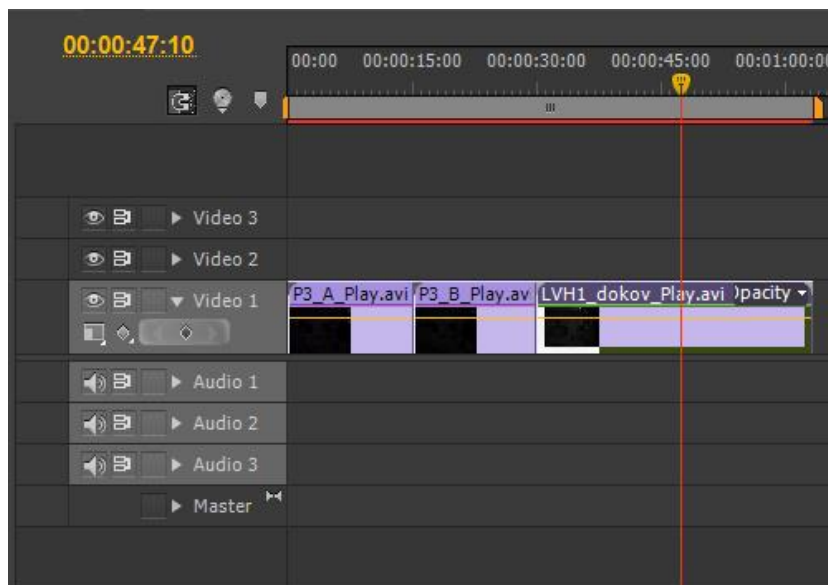 00:00:47:10
00:00 00:00:15:00 00:00:30:00 00:00:45:00 00:01:00:00
Video 3
Video 2
Video 1
P3_A_Play.avi P3_B_Play.av LVH1_dokov_Play.avi Opacity
Audio 1
Audio 2
Audio 3
Master